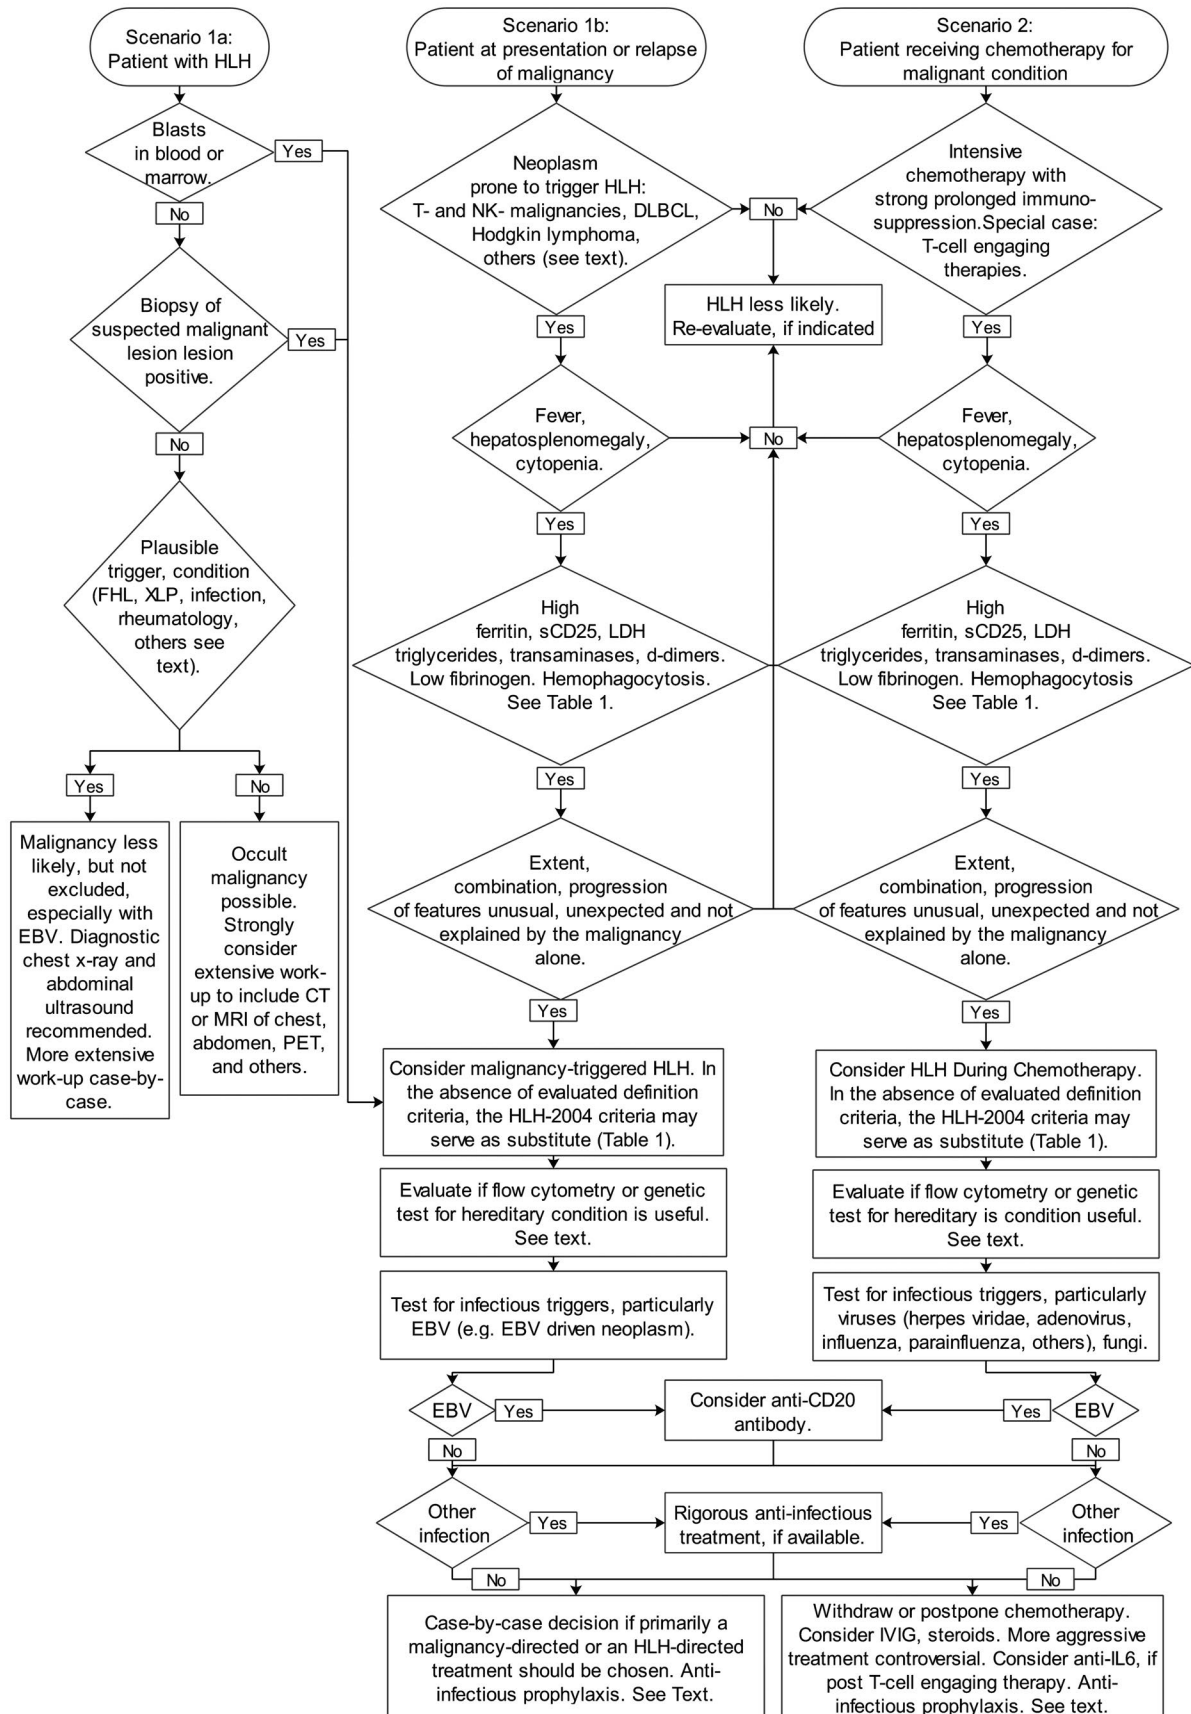 Scenario 1a:
Patient with HLH
Blasts
in blood or
marrow.
Yes
No
Biopsy of
suspected malignant
lesion lesion
positive.
Yes
No
Plausible
trigger, condition
(FHL, XLP, infection,
rheumatology,
others see
text).
Yes
No
Malignancy less
likely, but not
excluded,
especially with
EBV. Diagnostic
chest x-ray and
abdominal
ultrasound
recommended.
More extensive
work-up case-by-
case.
Occult
malignancy
possible.
Strongly
consider
extensive work-
up to include CT
or MRI of chest,
abdomen, PET,
and others.
Scenario 1b:
Patient at presentation or relapse
of malignancy
Neoplasm
prone to trigger HLH:
T- and NK- malignancies, DLBCL,
Hodgkin lymphoma,
others (see text).
No
HLH less likely.
Re-evaluate, if indicated
Yes
Fever,
hepatosplenomegaly,
cytopenia.
No
Yes
High
ferritin, sCD25, LDH
triglycerides, transaminases, d-dimers.
Low fibrinogen. Hemophagocytosis.
See Table 1.
Yes
Extent,
combination, progression
of features unusual, unexpected and not
explained by the malignancy
alone.
Yes
Consider malignancy-triggered HLH. In
the absence of evaluated definition
criteria, the HLH-2004 criteria may
serve as substitute (Table 1).
Evaluate if flow cytometry or genetic
test for hereditary condition is useful.
See text.
Test for infectious triggers, particularly
EBV (e.g. EBV driven neoplasm).
Scenario 2:
Patient receiving chemotherapy for
malignant condition
Intensive
chemotherapy with
strong prolonged immuno-
suppression.Special case:
T-cell engaging
therapies.
Yes
Fever,
hepatosplenomegaly,
cytopenia.
Yes
High
ferritin, sCD25, LDH
triglycerides, transaminases, d-dimers.
Low fibrinogen. Hemophagocytosis
See Table 1.
Yes
Extent,
combination, progression
of features unusual, unexpected and not
explained by the malignancy
alone.
Yes
Consider HLH During Chemotherapy.
In the absence of evaluated definition
criteria, the HLH-2004 criteria may
serve as substitute (Table 1).
Evaluate if flow cytometry or genetic
test for hereditary is condition useful.
See text.
Test for infectious triggers, particularly
viruses (herpes viridae, adenovirus,
influenza, parainfluenza, others), fungi.
EBV
Yes
Consider anti-CD20
antibody.
Yes
EBV
No
No
Other
infection
Yes
Rigorous anti-infectious
treatment, if available.
Yes
Other
infection
No
No
Case-by-case decision if primarily a
malignancy-directed or an HLH-directed
treatment should be chosen. Anti-
infectious prophylaxis. See Text.
Withdraw or postpone chemotherapy.
Consider IVIG, steroids. More aggressive
treatment controversial. Consider anti-IL6, if
post T-cell engaging therapy. Anti-
infectious prophylaxis. See text.